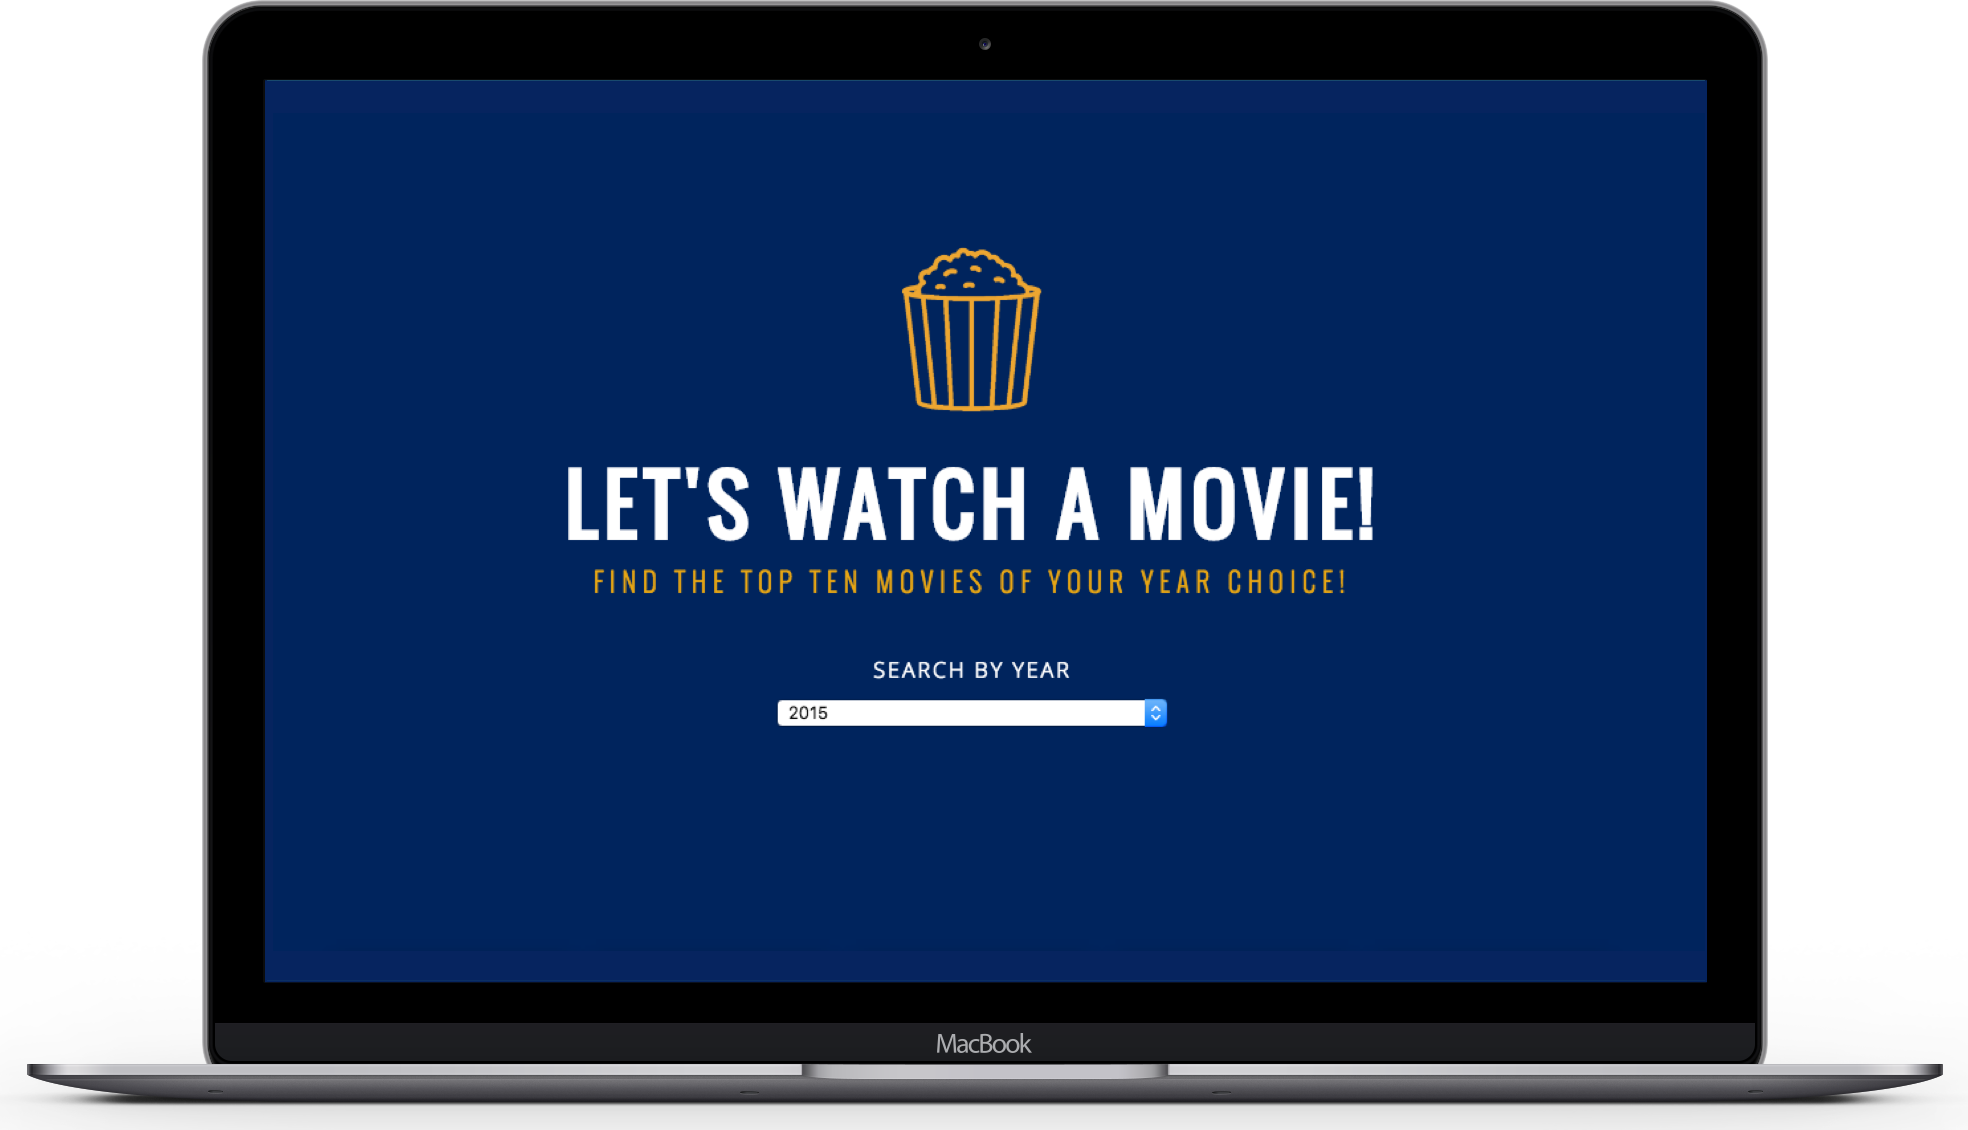 LET'S WATCH A MOVIE!
FIND THE TOP TEN MOVIES OF YOUR YEAR CHOICE!
SEARCH BY YEAR
2015
MacBook